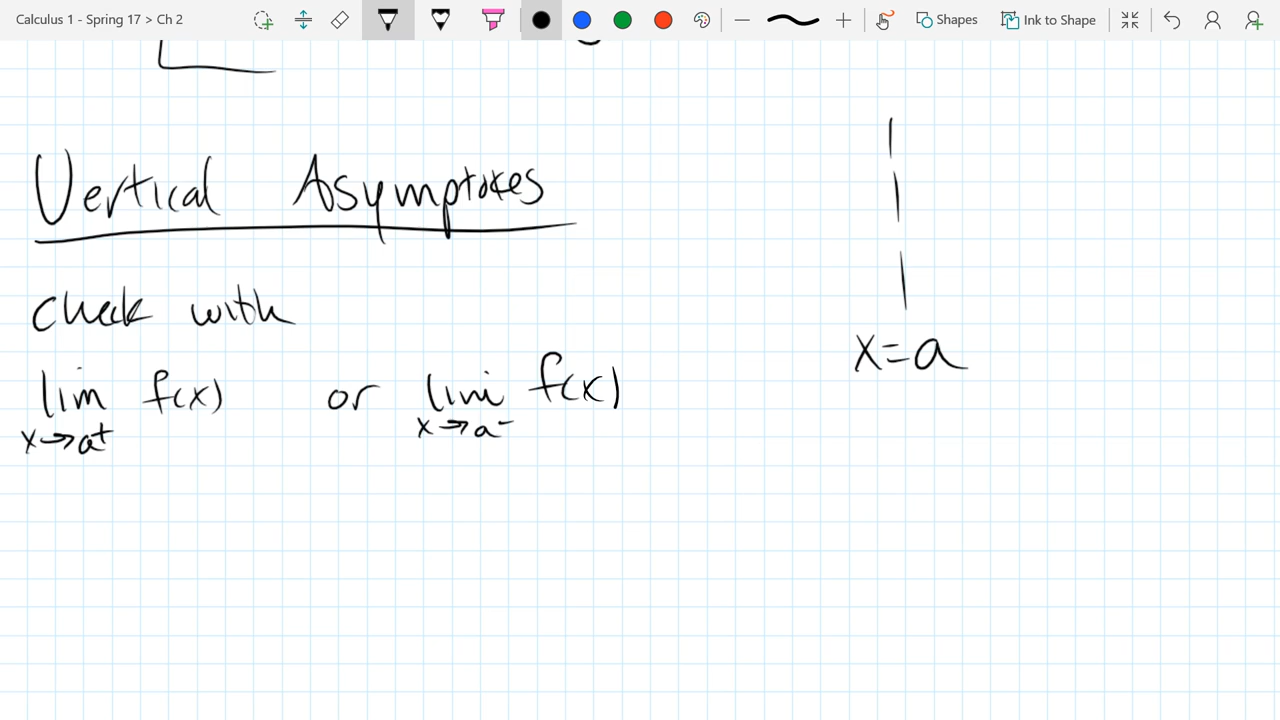 Calculus 1 - Spring 17 > Ch 2
Shapes
Ink to Shape
Vertical Asymptotes
check with
lim f(x) or lim f(x)
x→a⁺ x→a⁻
x=a